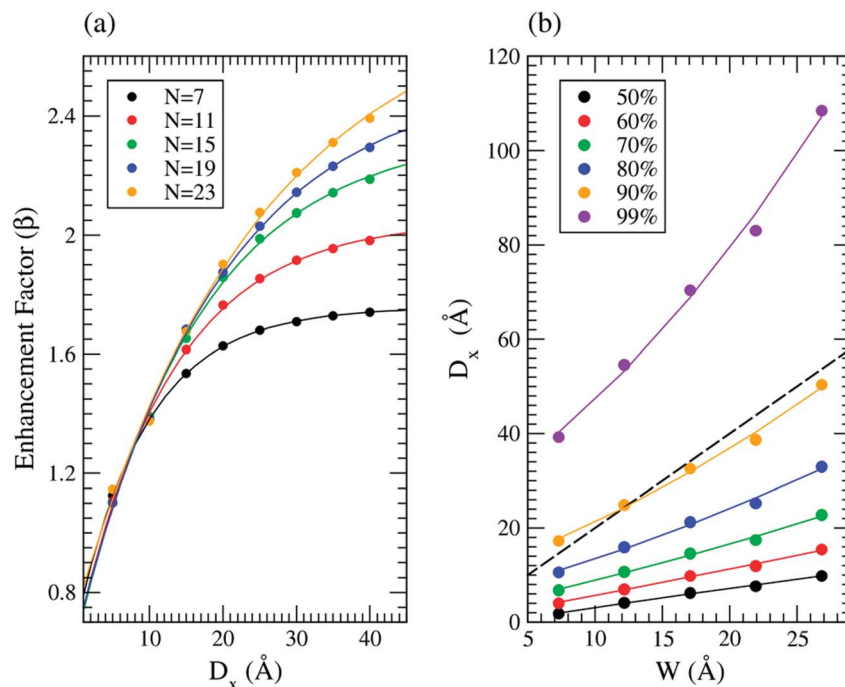 (a)
N=7
N=11
N=15
N=19
N=23
2.4
2
1.6
1.2
0.8
Enhancement Factor (β)
10
20
30
40
Dₓ (Å)
(b)
50%
60%
70%
80%
90%
99%
120
100
80
60
40
20
0
Dₓ (Å)
5
10
15
20
25
W (Å)